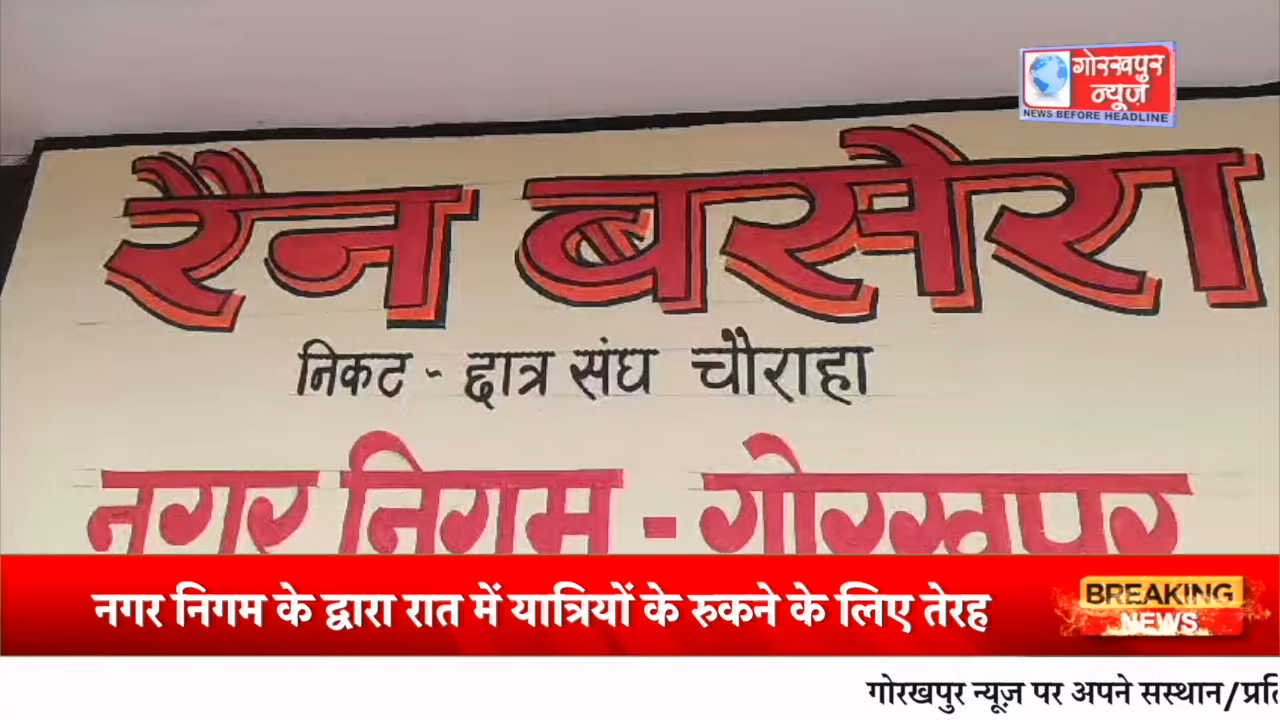 गोरखपुर
न्यूज़
NEWS BEFORE HEADLINE
रैन बसेरा
निकट - छात्र संघ चौराहा
नगर निगम - गोरखपुर
नगर निगम के द्वारा रात में यात्रियों के रुकने के लिए तेरह
BREAKING
NEWS
गोरखपुर न्यूज़ पर अपने सस्थान/प्रति